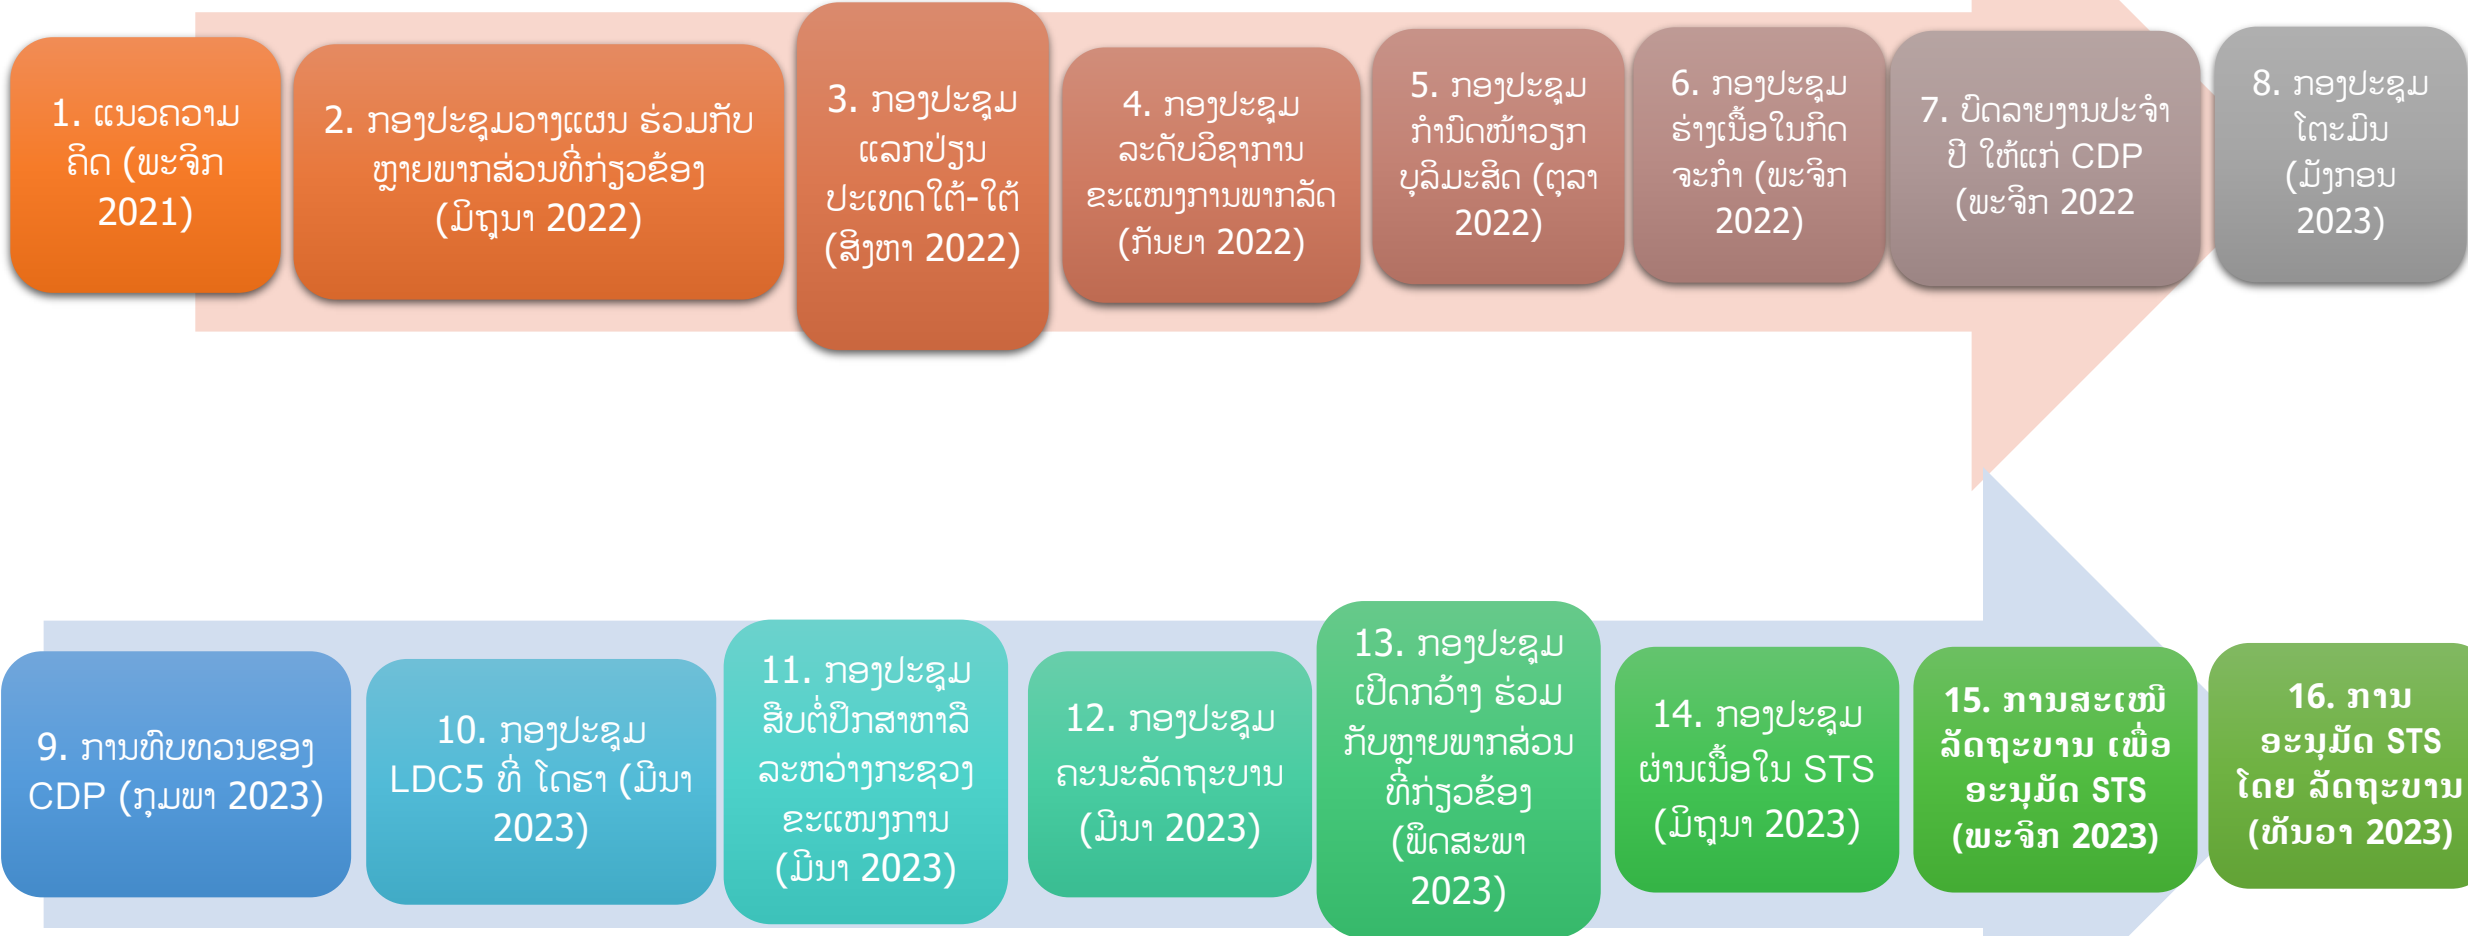 1. ແນວຄວາມ
ຄິດ (ພະຈິກ
2021)
2. ກອງປະຊຸມວາງແຜນ ຮ່ວມກັບ
ຫຼາຍພາກສ່ວນທີ່ກ່ຽວຂ້ອງ
(ມິຖຸນາ 2022)
3. ກອງປະຊຸມ
ແລກປ່ຽນ
ປະເທດໃຕ້-ໃຕ້
(ສິງຫາ 2022)
4. ກອງປະຊຸມ
ລະດັບວິຊາການ
ຂະແໜງການພາກລັດ
(ກັນຍາ 2022)
5. ກອງປະຊຸມ
ກຳນົດໜ້າວຽກ
ບຸລິມະສິດ (ຕຸລາ
2022)
6. ກອງປະຊຸມ
ຮ່າງເນື້ອໃນກິດ
ຈະກຳ (ພະຈິກ
2022)
7. ບົດລາຍງານປະຈຳ
ປີ ໃຫ້ແກ່ CDP
(ພະຈິກ 2022
8. ກອງປະຊຸມ
ໂຕະມົນ
(ມັງກອນ
2023)
9. ການທົບທວນຂອງ
CDP (ກຸມພາ 2023)
10. ກອງປະຊຸມ
LDC5 ທີ່ ໂດຮາ (ມີນາ
2023)
11. ກອງປະຊຸມ
ສືບຕໍ່ປຶກສາຫາລື
ລະຫວ່າງກະຊວງ
ຂະແໜງການ
(ມີນາ 2023)
12. ກອງປະຊຸມ
ຄະນະລັດຖະບານ
(ມີນາ 2023)
13. ກອງປະຊຸມ
ເປີດກວ້າງ ຮ່ວມ
ກັບຫຼາຍພາກສ່ວນ
ທີ່ກ່ຽວຂ້ອງ
(ພຶດສະພາ
2023)
14. ກອງປະຊຸມ
ຜ່ານເນື້ອໃນ STS
(ມິຖຸນາ 2023)
15. ການສະເໜີ
ລັດຖະບານ ເພື່ອ
ອະນຸມັດ STS
(ພະຈິກ 2023)
16. ການ
ອະນຸມັດ STS
ໂດຍ ລັດຖະບານ
(ທັນວາ 2023)